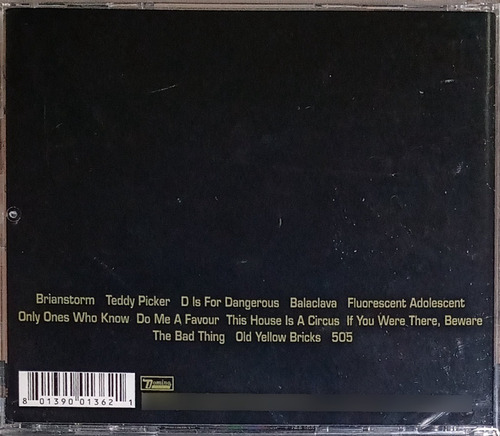 Brianstorm Teddy Picker D Is For Dangerous Balaclava Fluorescent Adolescent
Only Ones Who Know Do Me A Favour This House Is A Circus If You Were There, Beware
The Bad Thing Old Yellow Bricks 505
Domino
8 01390 01362 1